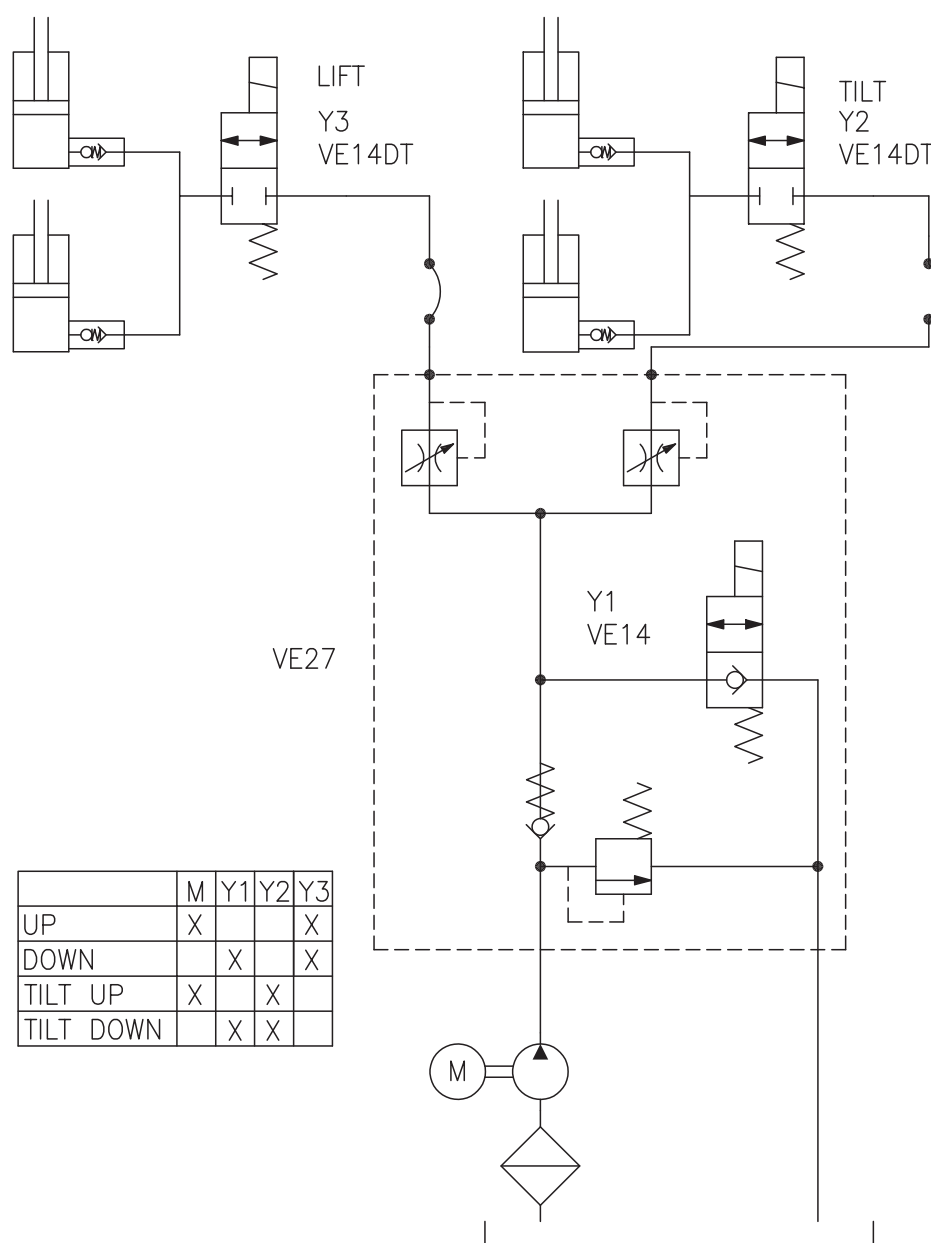 LIFT
Y3
VE14DT
TILT
Y2
VE14DT
Y1
VE14
VE27
M Y1 Y2 Y3
UP X X
DOWN X X
TILT UP X X
TILT DOWN X X
M